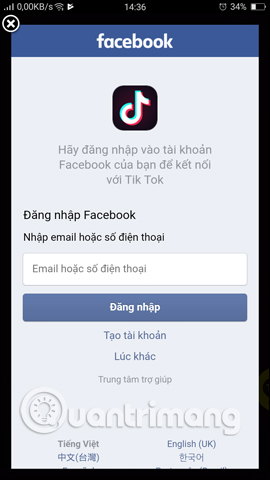 0,00KB/s
14:36
34%
facebook
Hãy đăng nhập vào tài khoản
Facebook của bạn để kết nối
với Tik Tok
Đăng nhập Facebook
Nhập email hoặc số điện thoại
Email hoặc số điện thoại
Đăng nhập
Tạo tài khoản
Lúc khác
Trung tâm trợ giúp
Quantrimang
Tiếng Việt
English (UK)
中文(台灣)
한국어